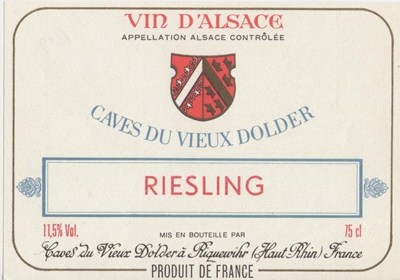 VIN D'ALSACE
APPELLATION ALSACE CONTRÔLÉE
CAVES DU VIEUX DOLDER
RIESLING
11,5% Vol.
MIS EN BOUTEILLE PAR
75 cl
Caves du Vieux Dolder à Riquewihr (Haut-Rhin) France
PRODUIT DE FRANCE